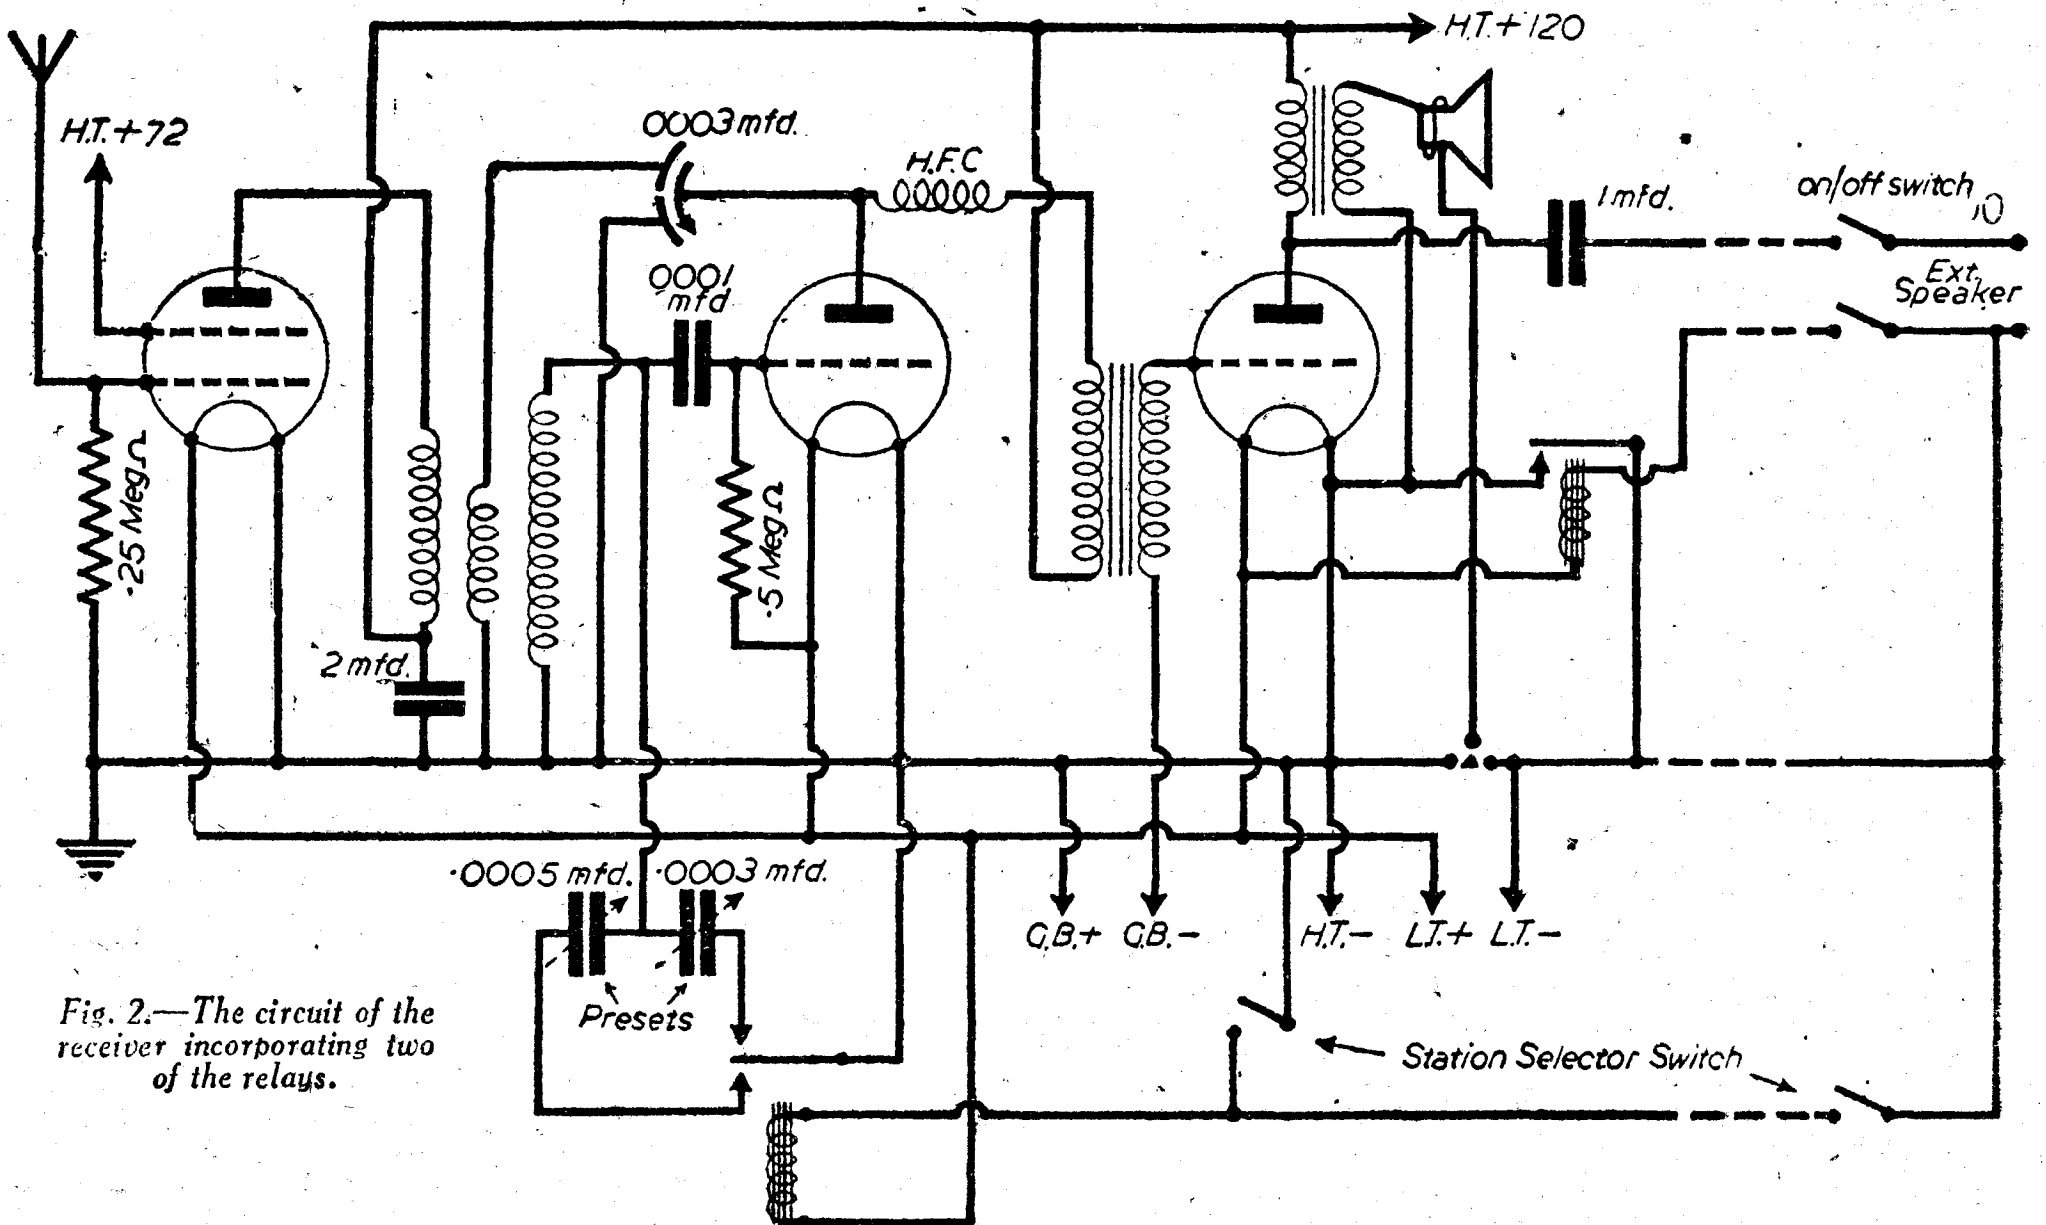 H.T.+120
H.T.+72
0003 mfd.
H.F.C
1 mfd.
on/off switch
0001
mfd
Ext.
Speaker
.25 Meg Ω
.5 Meg Ω
2 mfd.
.0005 mfd.
.0003 mfd.
G.B.+
G.B.-
H.T.-
L.T.+
L.T.-
Presets
Station Selector Switch
Fig. 2.—The circuit of the
receiver incorporating two
of the relays.